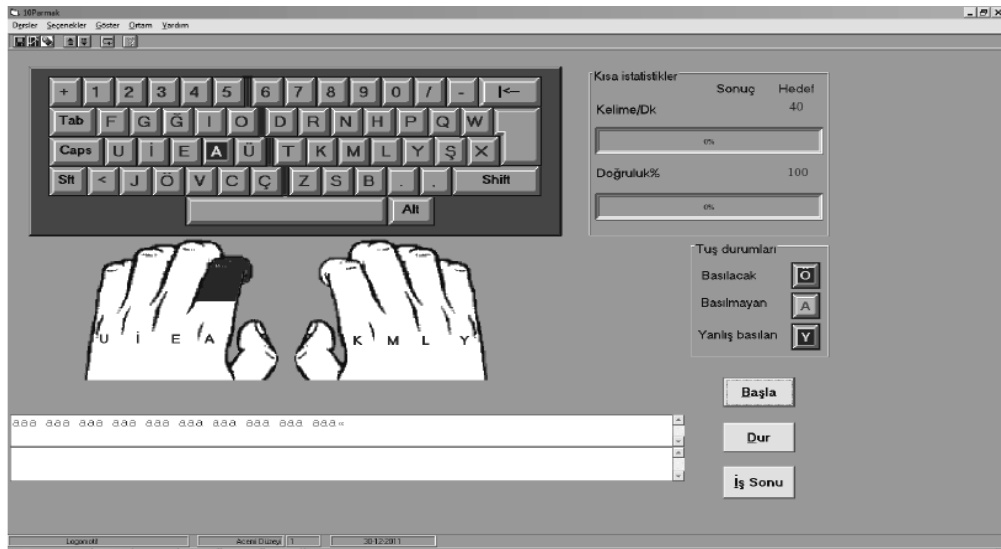 10Parmak
Dersler Seçenekler Göster Ortam Yardım
+ 1 2 3 4 5 6 7 8 9 0 / - |<--
Tab F G Ğ I O D R N H P Q W
Caps U İ E A Ü T K M L Y Ş X
Sft < J Ö V C Ç Z S B . . Shift
Alt
Kısa istatistikler
Sonuç Hedef
Kelime/Dk 40
0%
Doğruluk% 100
0%
Tuş durumları
Basılacak O
Basılmayan A
Yanlış basılan Y
U İ E A K M L Y
Başla
Dur
İş Sonu
aaa aaa aaa aaa aaa aaa aaa aaa aaa aaa«
Logomotif Acemi Düzeyi 1 30-12-2011